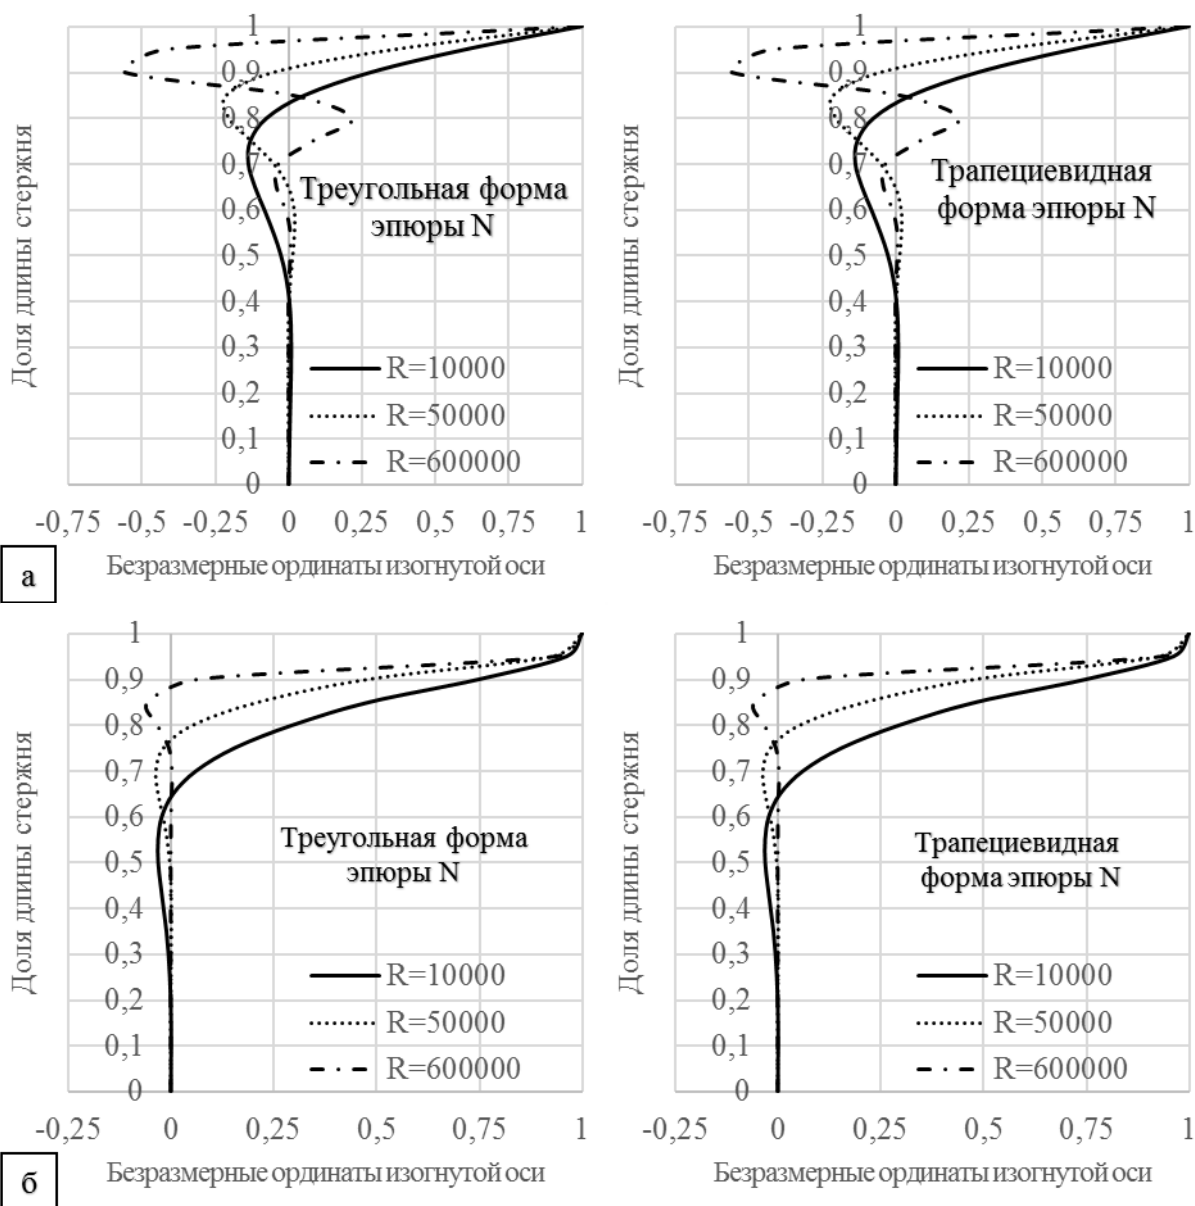 Доля длины стержня
1
0,9
0,8
0,7
0,6
0,5
0,4
0,3
0,2
0,1
0
Треугольная форма
эпюры N
R=10000
R=50000
R=600000
-0,75 -0,5 -0,25 0 0,25 0,5 0,75 1
Безразмерные ординаты изогнутой оси
Доля длины стержня
1
0,9
0,8
0,7
0,6
0,5
0,4
0,3
0,2
0,1
0
Трапециевидная
форма эпюры N
R=10000
R=50000
R=600000
-0,75 -0,5 -0,25 0 0,25 0,5 0,75 1
Безразмерные ординаты изогнутой оси
а
Доля длины стержня
1
0,9
0,8
0,7
0,6
0,5
0,4
0,3
0,2
0,1
0
Треугольная форма
эпюры N
R=10000
R=50000
R=600000
-0,25 0 0,25 0,5 0,75 1
Безразмерные ординаты изогнутой оси
Доля длины стержня
1
0,9
0,8
0,7
0,6
0,5
0,4
0,3
0,2
0,1
0
Трапециевидная
форма эпюры N
R=10000
R=50000
R=600000
-0,25 0 0,25 0,5 0,75 1
Безразмерные ординаты изогнутой оси
б